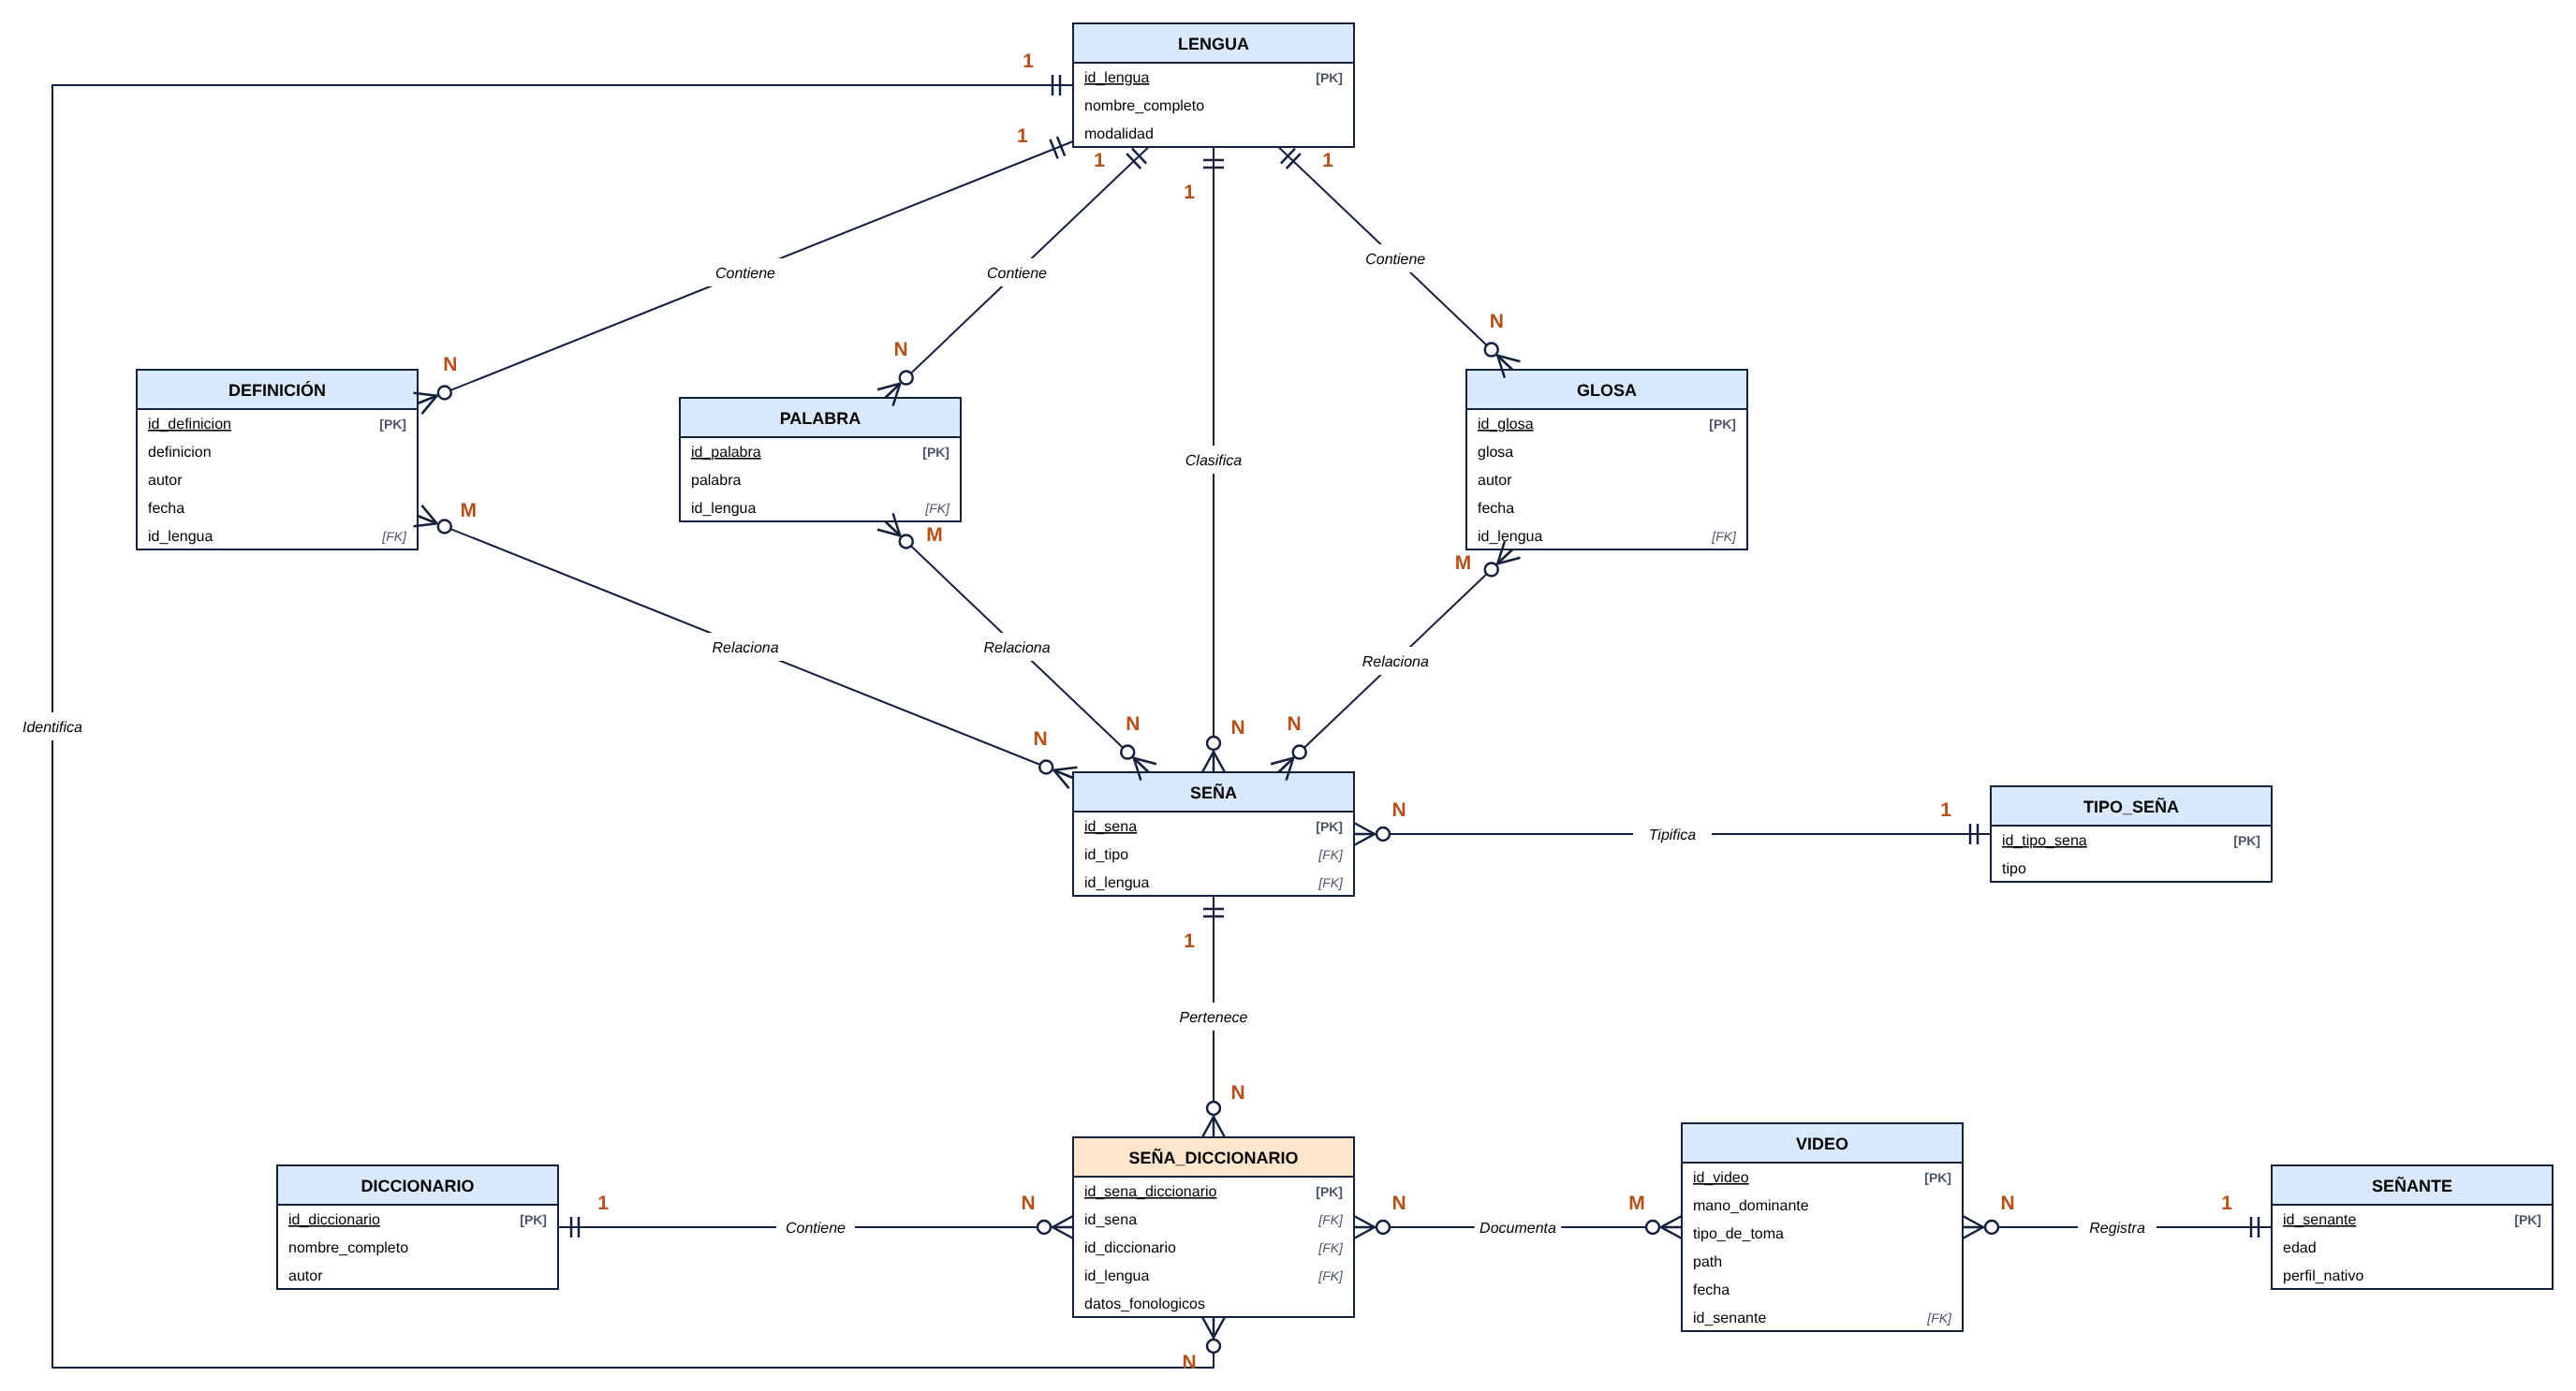 LENGUA
id_lengua [PK]
nombre_completo
modalidad
1
1
1
1
1
Contiene
Contiene
Contiene
N
N
N
DEFINICIÓN
id_definicion [PK]
definicion
autor
fecha
id_lengua [FK]
PALABRA
id_palabra [PK]
palabra
id_lengua [FK]
Clasifica
GLOSA
id_glosa [PK]
glosa
autor
fecha
id_lengua [FK]
M
M
M
Relaciona
Relaciona
Relaciona
Identifica
N
N
N
N
SEÑA
id_sena [PK]
id_tipo [FK]
id_lengua [FK]
N
Tipifica
1
TIPO_SEÑA
id_tipo_sena [PK]
tipo
1
Pertenece
N
DICCIONARIO
id_diccionario [PK]
nombre_completo
autor
1
Contiene
N
SEÑA_DICCIONARIO
id_sena_diccionario [PK]
id_sena [FK]
id_diccionario [FK]
id_lengua [FK]
datos_fonologicos
N
N
Documenta
M
VIDEO
id_video [PK]
mano_dominante
tipo_de_toma
path
fecha
id_senante [FK]
N
Registra
1
SEÑANTE
id_senante [PK]
edad
perfil_nativo